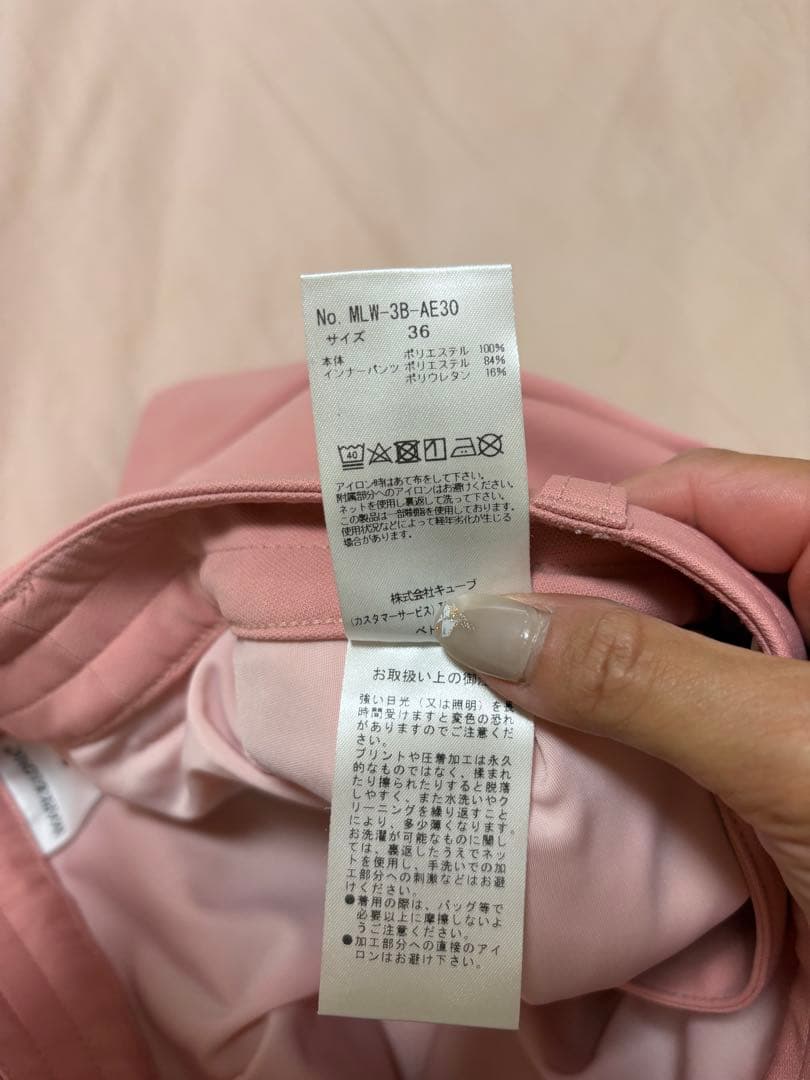 No. MLW-3B-AE30
サイズ 36
本体 ポリエステル 100%
インナーパンツ ポリエステル 84%
ポリウレタン 16%
40
アイロン時はあて布をして下さい。
附属部分へのアイロンはお避けください。
ネットを使用し裏返して洗って下さい。
この製品は一部樹脂を使用しております。
使用状況などによって経年劣化が生じる
場合があります。
株式会社キューブ
(カスタマーサービス)
ベト
お取扱い上の御
強い日光（又は照明）を長
時間受けますと変色の恐れ
がありますのでご注意くだ
さい。
プリントや圧着加工は永久
的なものではなく、揉まれ
たり擦られたりすると脱落
しやすく、また水洗いやク
リーニングを繰り返すこと
により、多少薄くなります。
お洗濯が可能なものに関し
ては、裏返したうえでネッ
トを使用し、手洗いでの加
工部分への刺激などはお避
けください。
●着用の際は、バッグ等で
必要以上に摩擦しないよ
うご注意ください。
●加工部分への直接のアイ
ロンはお避け下さい。